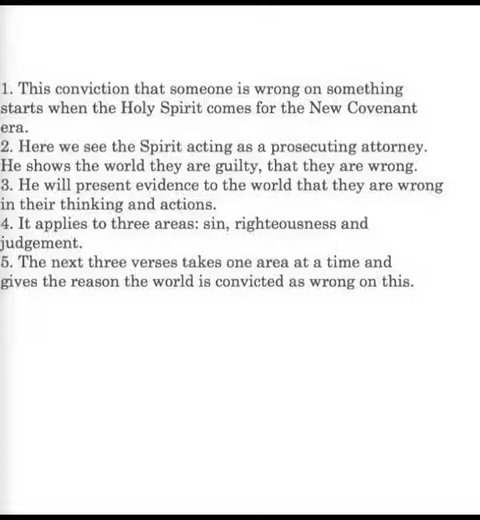 1. This conviction that someone is wrong on something
starts when the Holy Spirit comes for the New Covenant
era.
2. Here we see the Spirit acting as a prosecuting attorney.
He shows the world they are guilty, that they are wrong.
3. He will present evidence to the world that they are wrong
in their thinking and actions.
4. It applies to three areas: sin, righteousness and
judgement.
5. The next three verses takes one area at a time and
gives the reason the world is convicted as wrong on this.